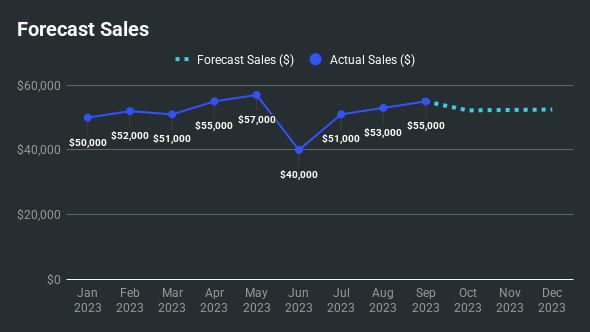 Forecast Sales
Forecast Sales ($) Actual Sales ($)
$60,000
$40,000
$20,000
$0
$50,000 $52,000 $51,000 $55,000 $57,000 $40,000 $51,000 $53,000 $55,000
Jan Feb Mar Apr May Jun Jul Aug Sep Oct Nov Dec
2023 2023 2023 2023 2023 2023 2023 2023 2023 2023 2023 2023